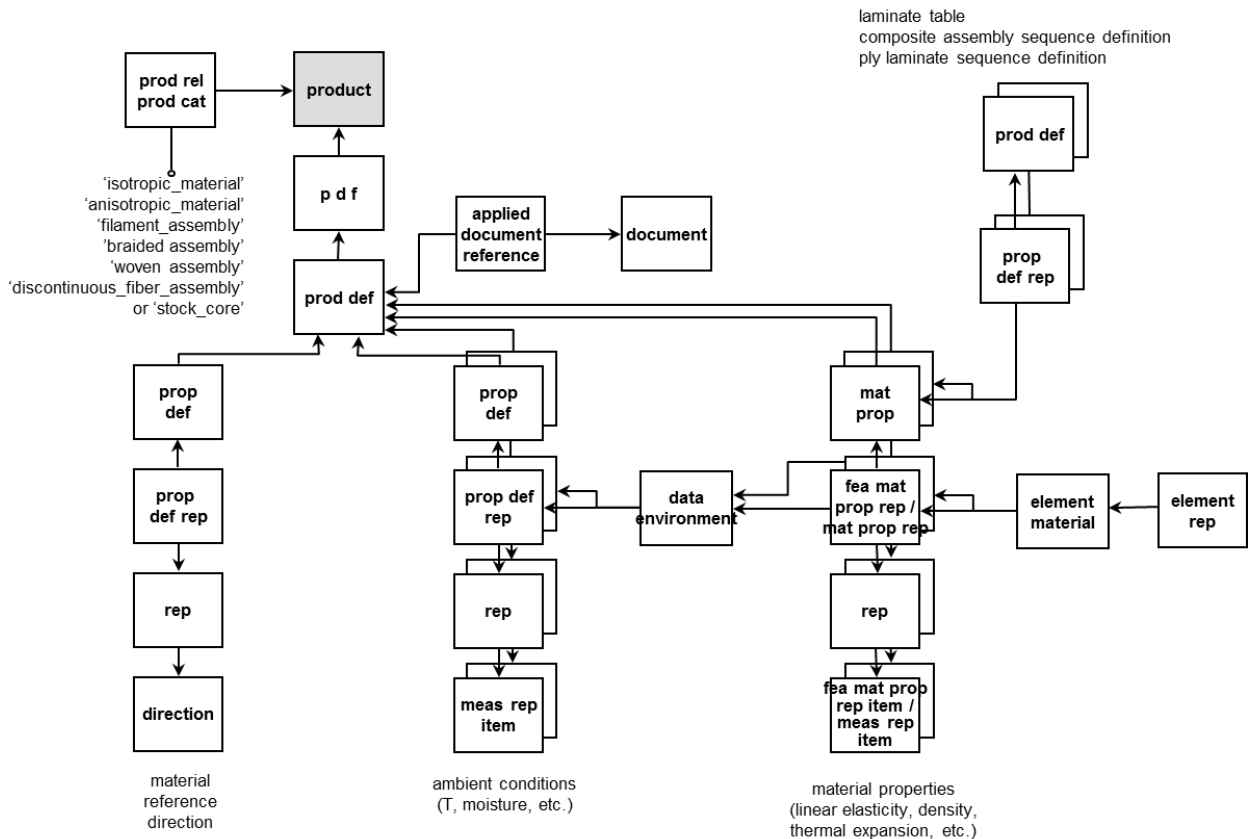 laminate table
composite assembly sequence definition
ply laminate sequence definition
prod rel
prod cat
product
prod def
‘isotropic_material’
‘anisotropic_material’
‘filament_assembly’
‘braided assembly’
‘woven assembly’
‘discontinuous_fiber_assembly’
or ‘stock_core’
p d f
applied
document
reference
document
prop
def rep
prod def
prop
def
prop
def
mat
prop
prop
def rep
prop def
rep
data
environment
fea mat
prop rep /
mat prop rep
element
material
element
rep
rep
rep
rep
direction
meas rep
item
fea mat prop
rep item /
meas rep
item
material
reference
direction
ambient conditions
(T, moisture, etc.)
material properties
(linear elasticity, density,
thermal expansion, etc.)